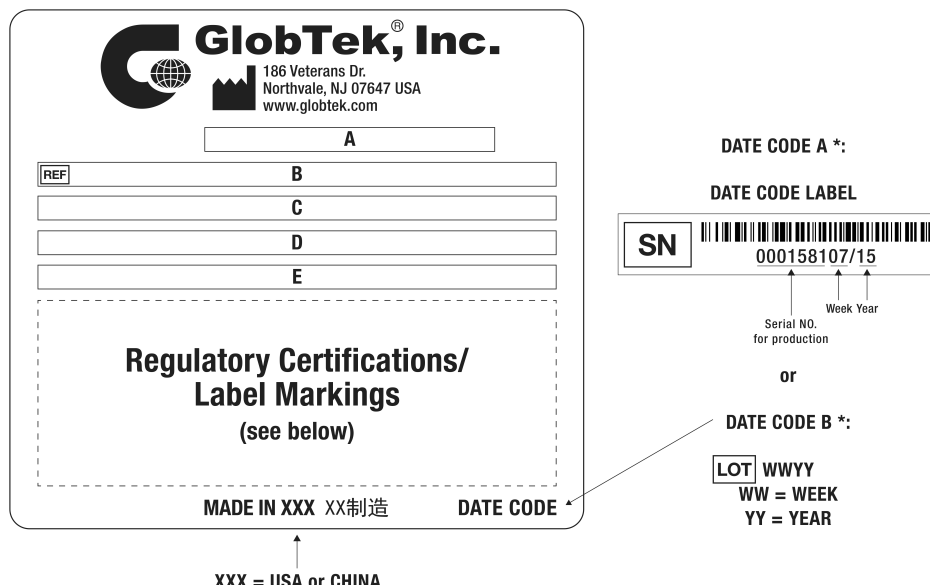 GlobTek,® Inc.
186 Veterans Dr.
Northvale, NJ 07647 USA
www.globtek.com
A
REF B
C
D
E
Regulatory Certifications/
Label Markings
(see below)
MADE IN XXX XX制造 DATE CODE
XXX = USA or CHINA
DATE CODE A *:
DATE CODE LABEL
SN
000158107/15
Week Year
Serial NO.
for production
or
DATE CODE B *:
LOT WWYY
WW = WEEK
YY = YEAR